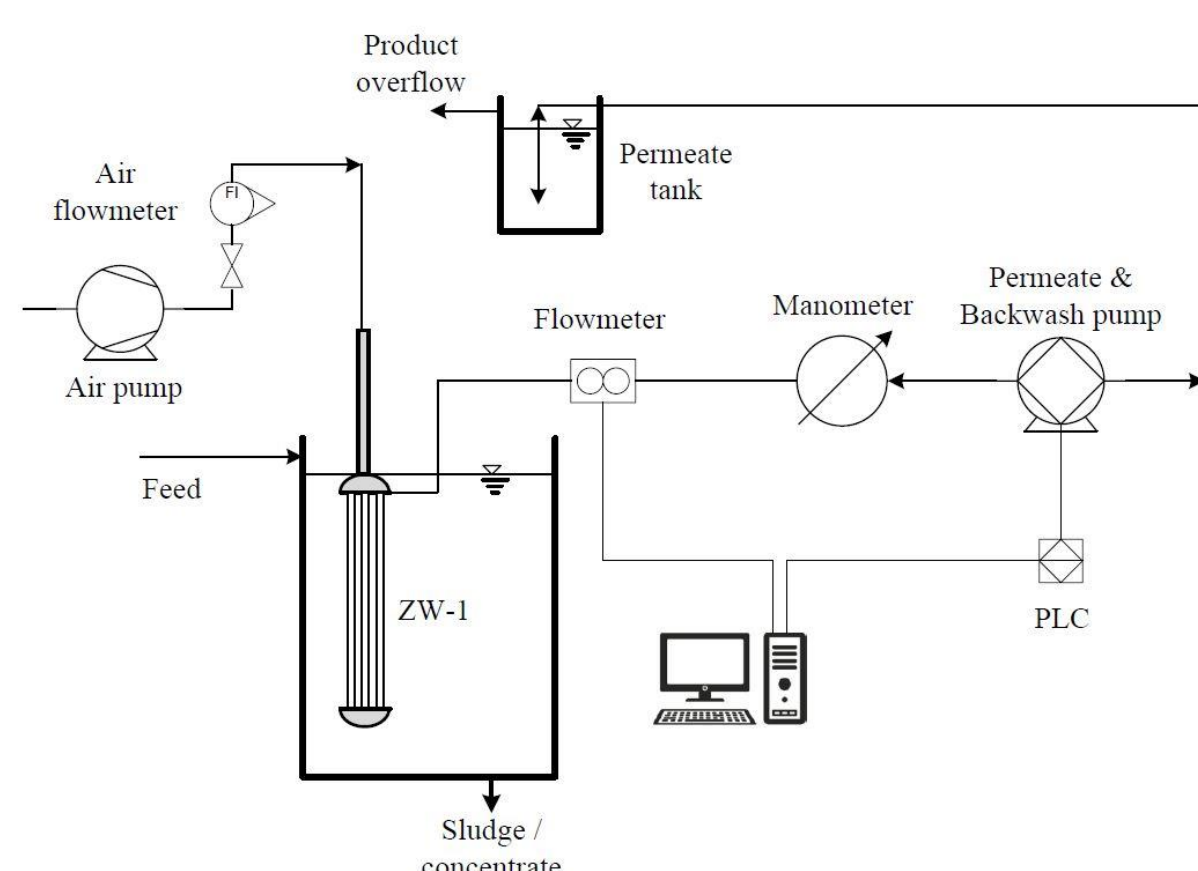 Product
overflow
Permeate
tank
Air
flowmeter
FI
Air pump
Flowmeter
Manometer
Permeate &
Backwash pump
Feed
ZW-1
PLC
Sludge /
concentrate